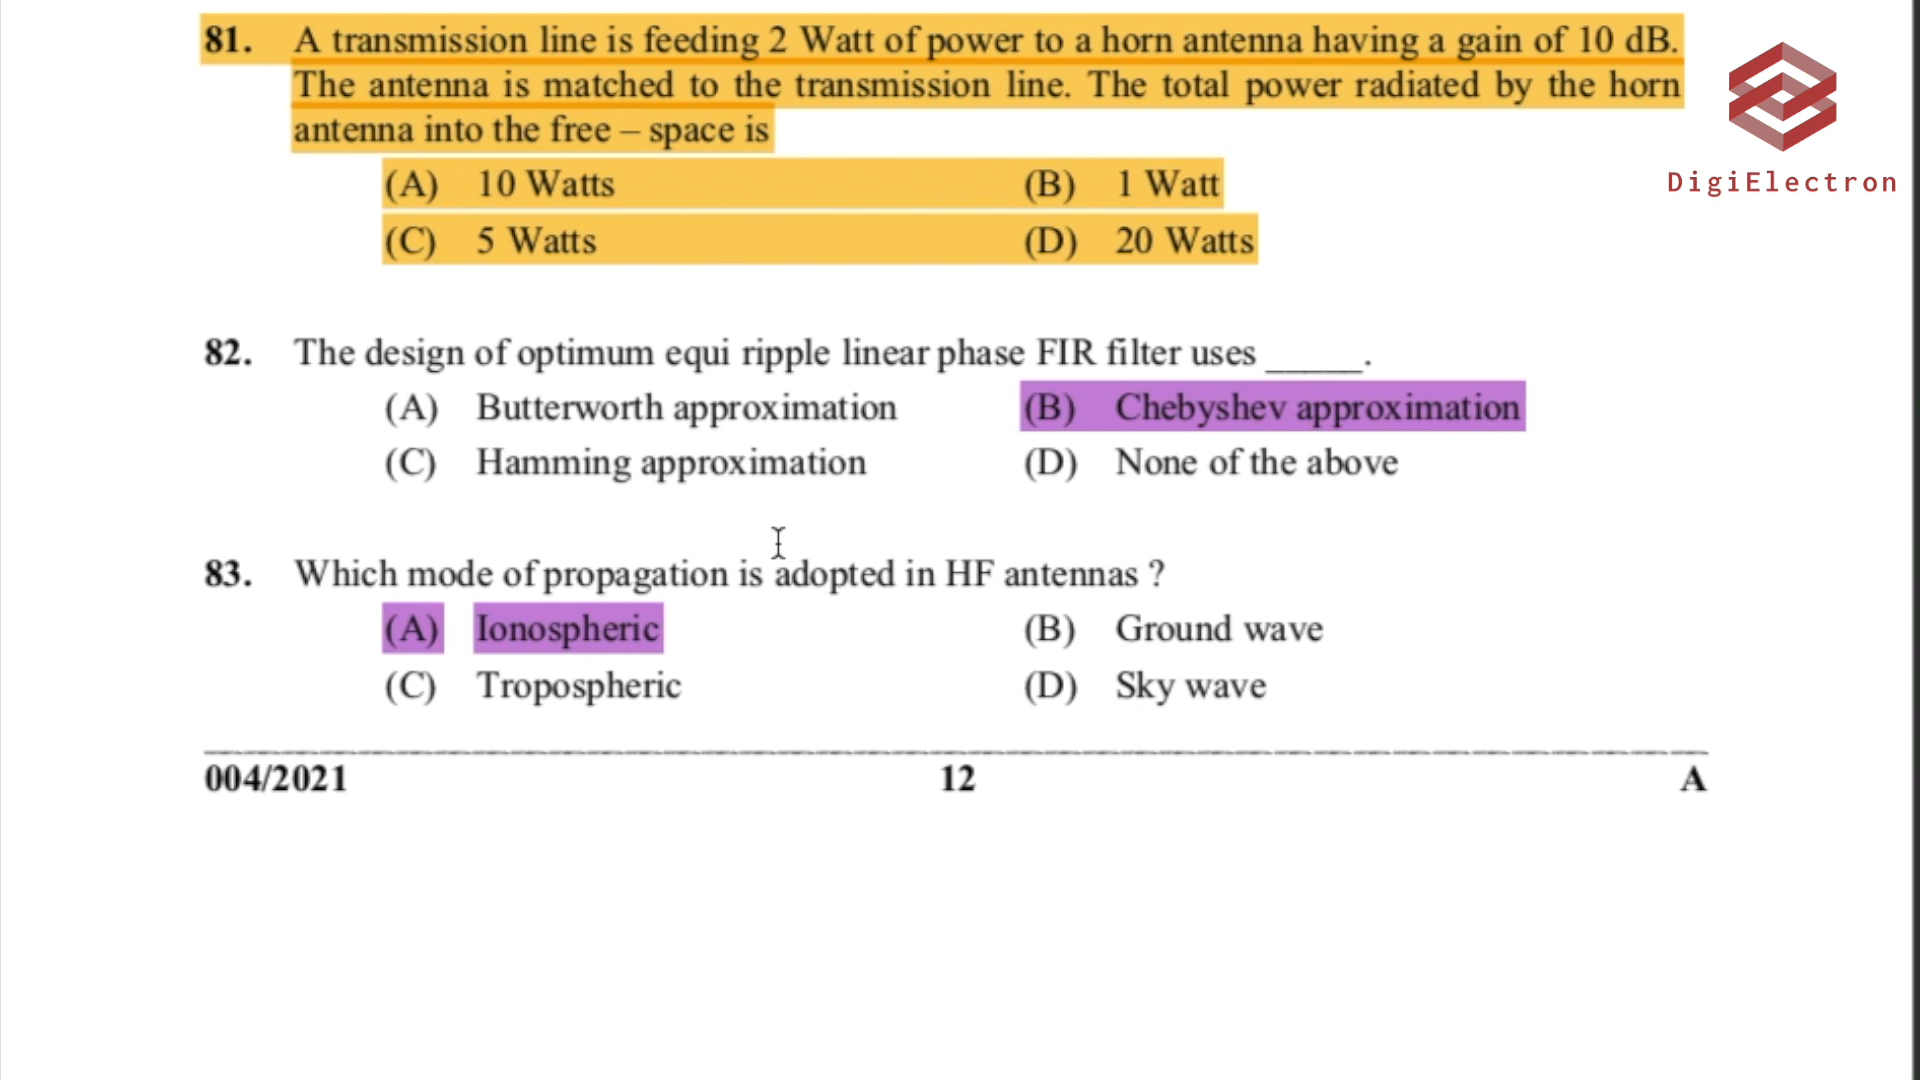 81. A transmission line is feeding 2 Watt of power to a horn antenna having a gain of 10 dB.
The antenna is matched to the transmission line. The total power radiated by the horn
antenna into the free – space is
(A) 10 Watts (B) 1 Watt
(C) 5 Watts (D) 20 Watts
DigiElectron
82. The design of optimum equi ripple linear phase FIR filter uses _____.
(A) Butterworth approximation (B) Chebyshev approximation
(C) Hamming approximation (D) None of the above
83. Which mode of propagation is adopted in HF antennas ?
(A) Ionospheric (B) Ground wave
(C) Tropospheric (D) Sky wave
004/2021 12 A